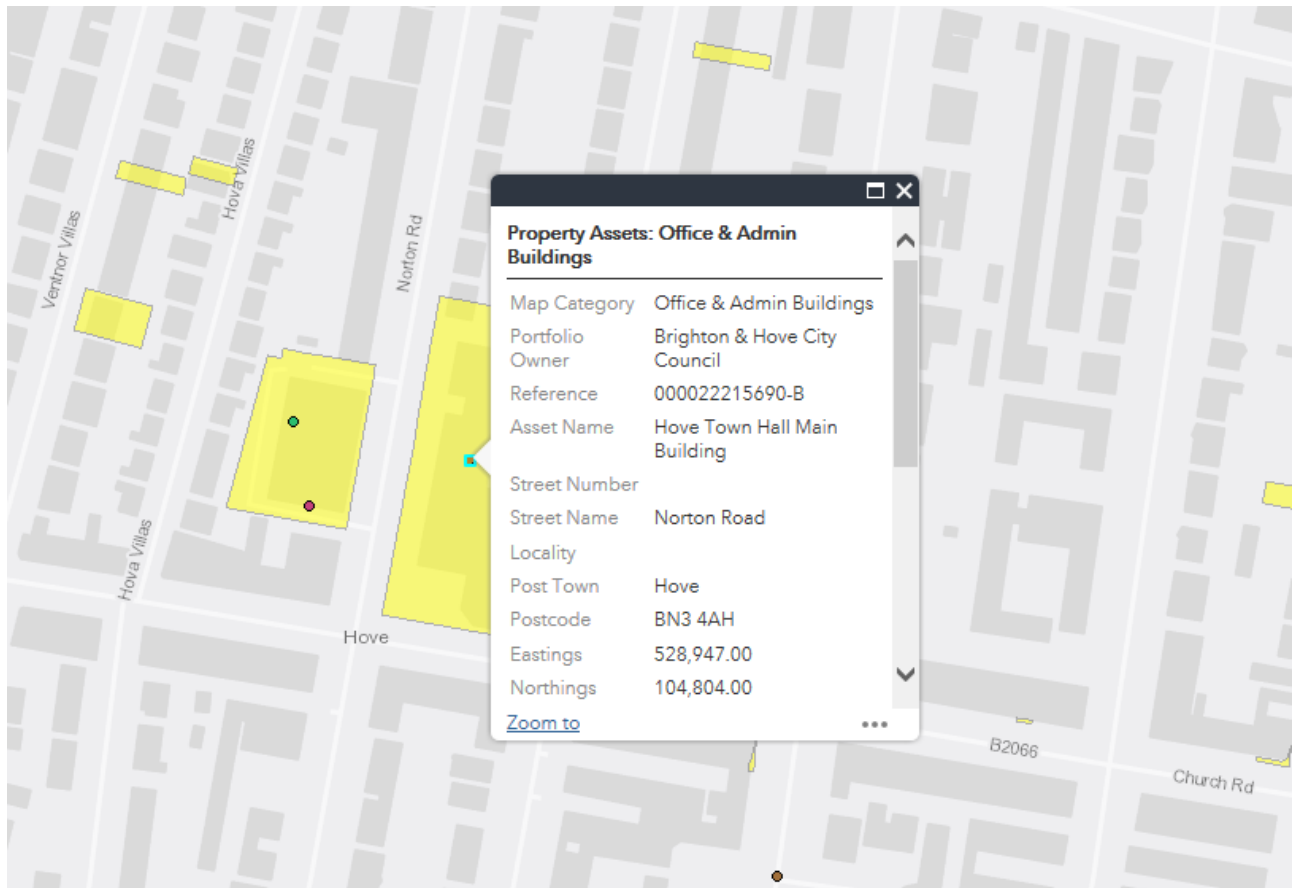 Property Assets: Office & Admin
Buildings
Map Category Office & Admin Buildings
Portfolio Brighton & Hove City
Owner Council
Reference 000022215690-B
Asset Name Hove Town Hall Main
Building
Street Number
Street Name Norton Road
Locality
Post Town Hove
Postcode BN3 4AH
Eastings 528,947.00
Northings 104,804.00
Zoom to
Ventnor Villas
Hova Villas
Norton Rd
Hova Villas
Hove
B2066
Church Rd